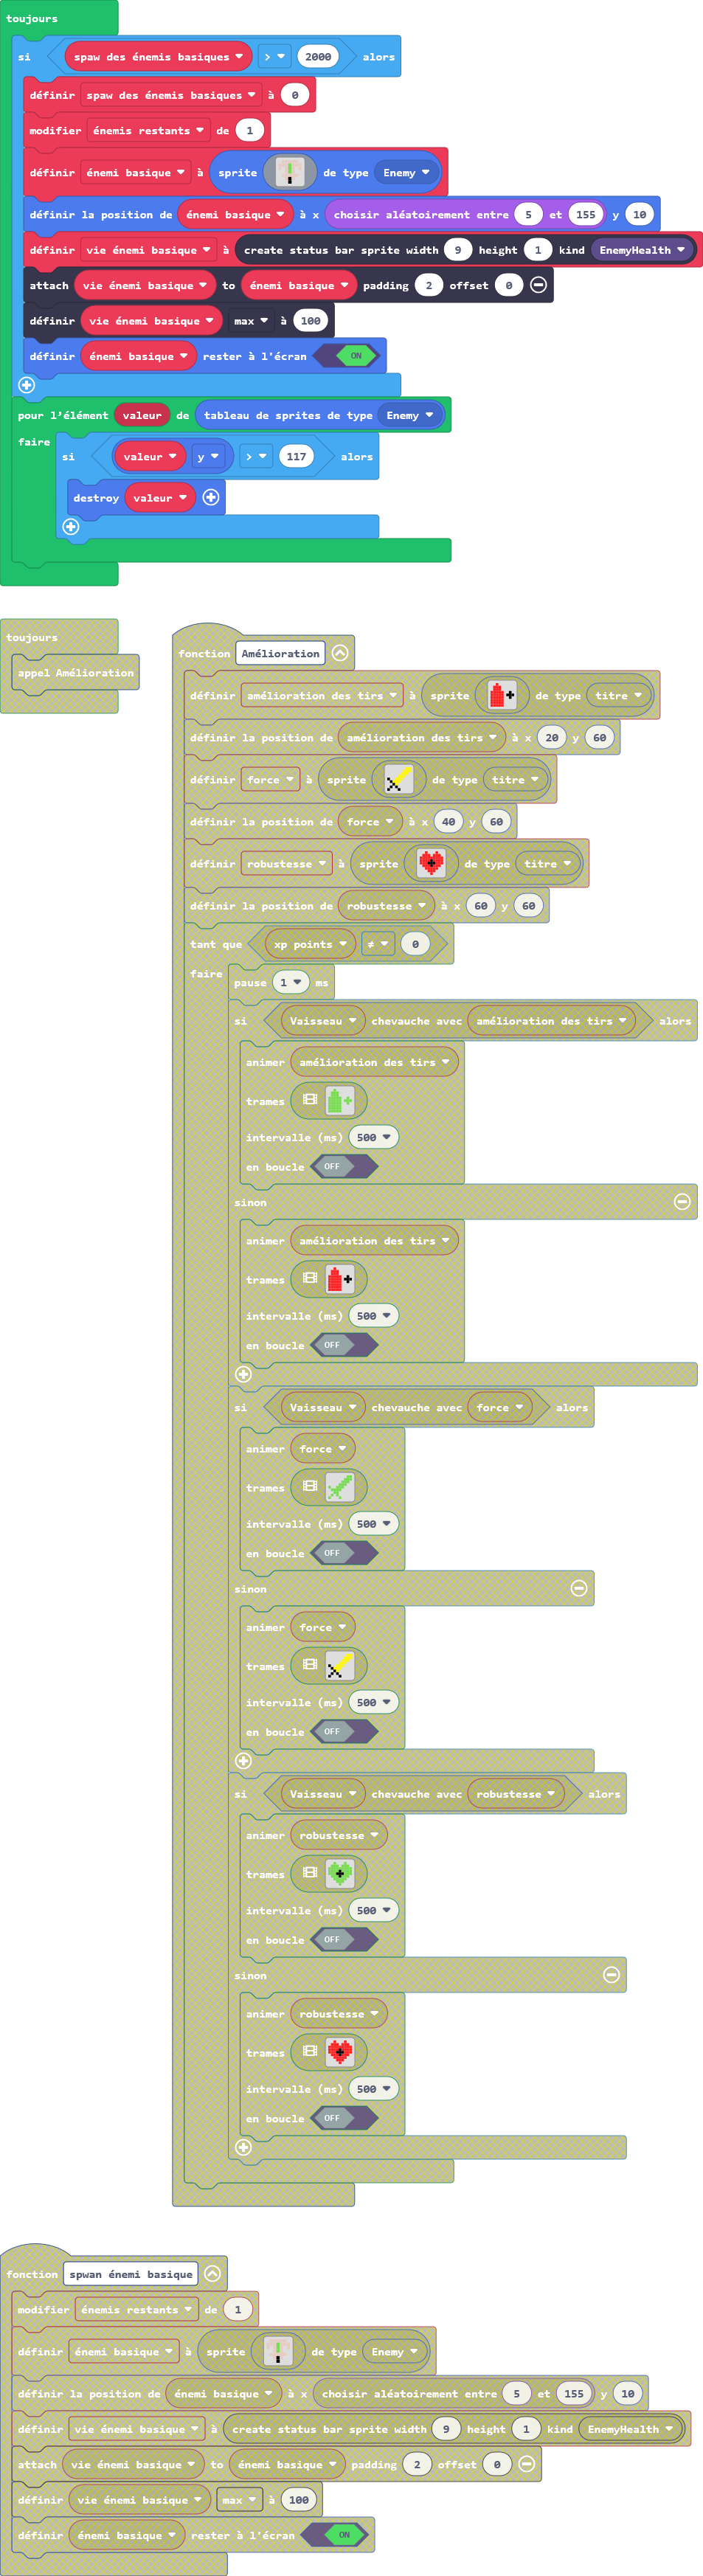 toujours
si spaw des énemis basiques > 2000 alors
définir spaw des énemis basiques à 0
modifier énemis restants de 1
définir énemi basique à sprite de type Enemy
définir la position de énemi basique à x choisir aléatoirement entre 5 et 155 y 10
définir vie énemi basique à create status bar sprite width 9 height 1 kind EnemyHealth
attach vie énemi basique to énemi basique padding 2 offset 0
définir vie énemi basique max à 100
définir énemi basique rester à l'écran ON
pour l'élément valeur de tableau de sprites de type Enemy
faire
si valeur y > 117 alors
destroy valeur
toujours
appel Amélioration
fonction Amélioration
définir amélioration des tirs à sprite de type titre
définir la position de amélioration des tirs à x 20 y 60
définir force à sprite de type titre
définir la position de force à x 40 y 60
définir robustesse à sprite de type titre
définir la position de robustesse à x 60 y 60
tant que xp points ≠ 0
faire
pause 1 ms
si Vaisseau chevauche avec amélioration des tirs alors
animer amélioration des tirs
trames
intervalle (ms) 500
en boucle OFF
sinon
animer amélioration des tirs
trames
intervalle (ms) 500
en boucle OFF
si Vaisseau chevauche avec force alors
animer force
trames
intervalle (ms) 500
en boucle OFF
sinon
animer force
trames
intervalle (ms) 500
en boucle OFF
si Vaisseau chevauche avec robustesse alors
animer robustesse
trames
intervalle (ms) 500
en boucle OFF
sinon
animer robustesse
trames
intervalle (ms) 500
en boucle OFF
fonction spwan énemi basique
modifier énemis restants de 1
définir énemi basique à sprite de type Enemy
définir la position de énemi basique à x choisir aléatoirement entre 5 et 155 y 10
définir vie énemi basique à create status bar sprite width 9 height 1 kind EnemyHealth
attach vie énemi basique to énemi basique padding 2 offset 0
définir vie énemi basique max à 100
définir énemi basique rester à l'écran ON